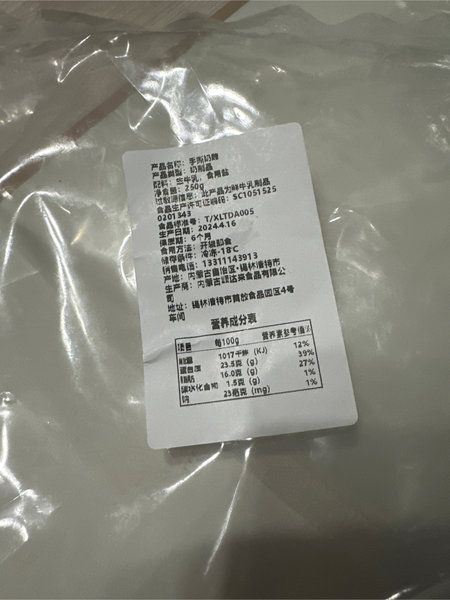 产品名称：手撕奶酪
产品类型：奶制品
配料：生牛乳，食用盐
净含量：250g
过敏源信息：此产品为鲜牛乳制品
食品生产许可证编码：SC1051525
0201343
食品标准号：T/XLTDA005
生产日期：2024.4.16
保质期：6个月
食用方法：开袋即食
储存条件：冷冻-18℃
销售电话：13311143913
产地：内蒙古自治区·锡林浩特市
生产商：内蒙古 达来食品有限公
司
地址：锡林浩特市 牧食品园区4号
车间
营养成分表
项目 每100g 营养素参考值%
能量 1017千焦（KJ） 12%
蛋白质 23.5克（g） 39%
脂肪 16.0克（g） 27%
碳水化合物 1.5克（g） 1%
钠 23毫克（mg） 1%